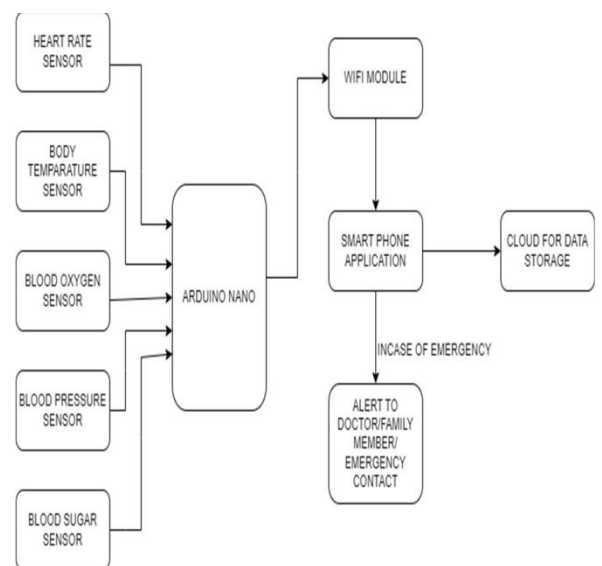 HEART RATE
SENSOR
BODY
TEMPARATURE
SENSOR
BLOOD OXYGEN
SENSOR
BLOOD PRESSURE
SENSOR
BLOOD SUGAR
SENSOR
ARDUINO NANO
WIFI MODULE
SMART PHONE
APPLICATION
CLOUD FOR DATA
STORAGE
INCASE OF EMERGENCY
ALERT TO
DOCTOR/FAMILY
MEMBER/
EMERGENCY
CONTACT